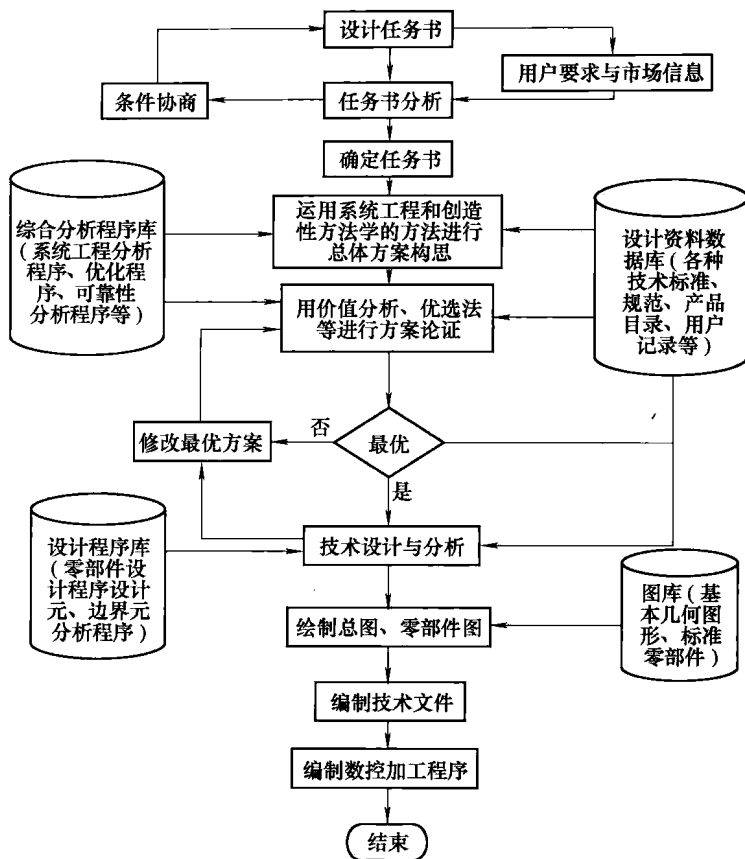 设计任务书
用户要求与市场信息
条件协商
任务书分析
确定任务书
综合分析程序库
(系统工程分析
程序、优化程
序、可靠性
分析程序等)
运用系统工程和创造
性方法学的方法进行
总体方案构思
设计资料数
据库(各种
技术标准、
规范、产品
目录、用户
记录等)
用价值分析、优选法
等进行方案论证
修改最优方案
否
最优
是
设计程序库
(零部件设
计程序设计
元、边界元
分析程序)
技术设计与分析
图库(基
本几何图
形、标准
零部件)
绘制总图、零部件图
编制技术文件
编制数控加工程序
结束